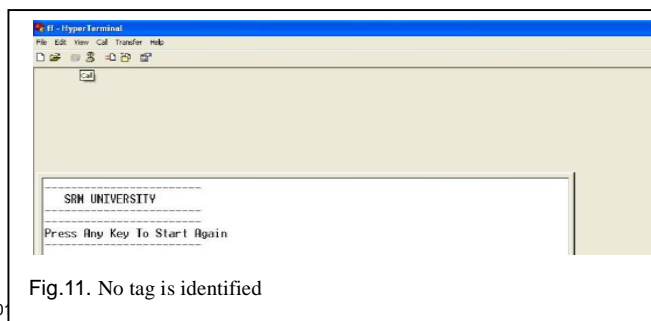 ff - HyperTerminal
File Edit View Call Transfer Help
Call
------------------------
SRM UNIVERSITY
------------------------
------------------------
Press Any Key To Start Again
------------------------
Fig.11. No tag is identified